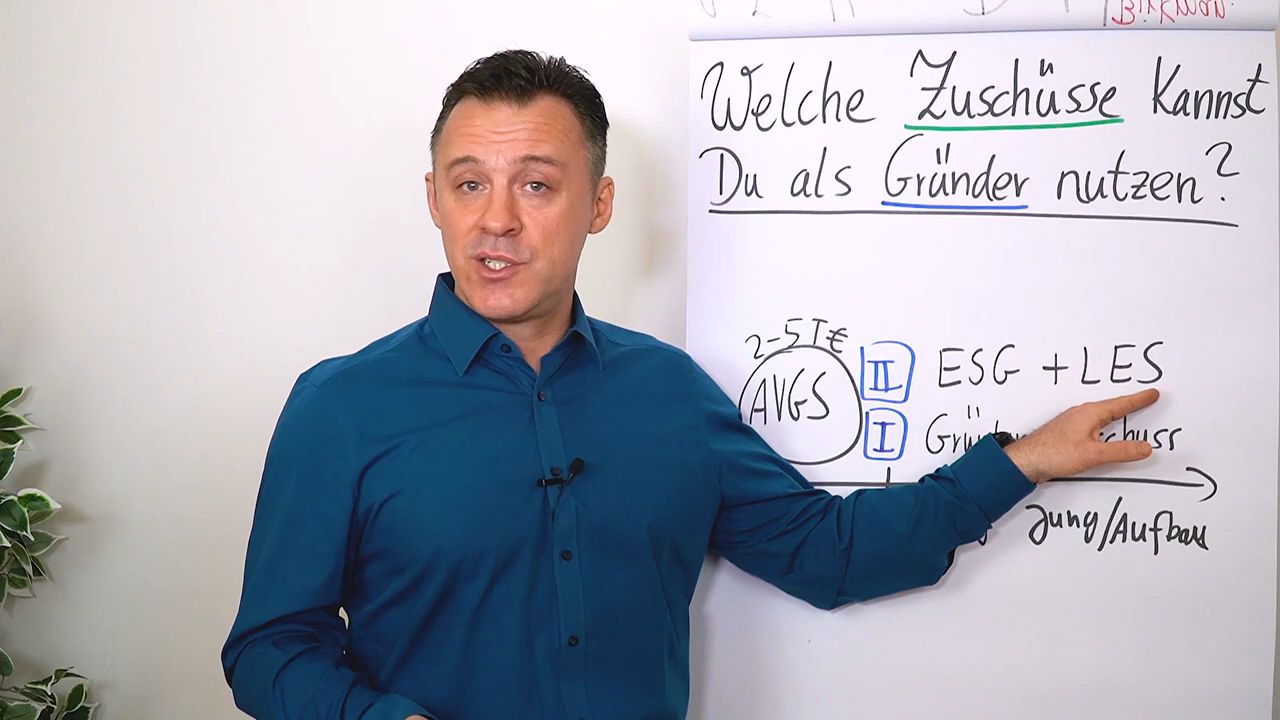 Welche Zuschüsse kannst
Du als Gründer nutzen?
2-5T€
AVGS
II ESG + LES
I
Jung/Aufbau